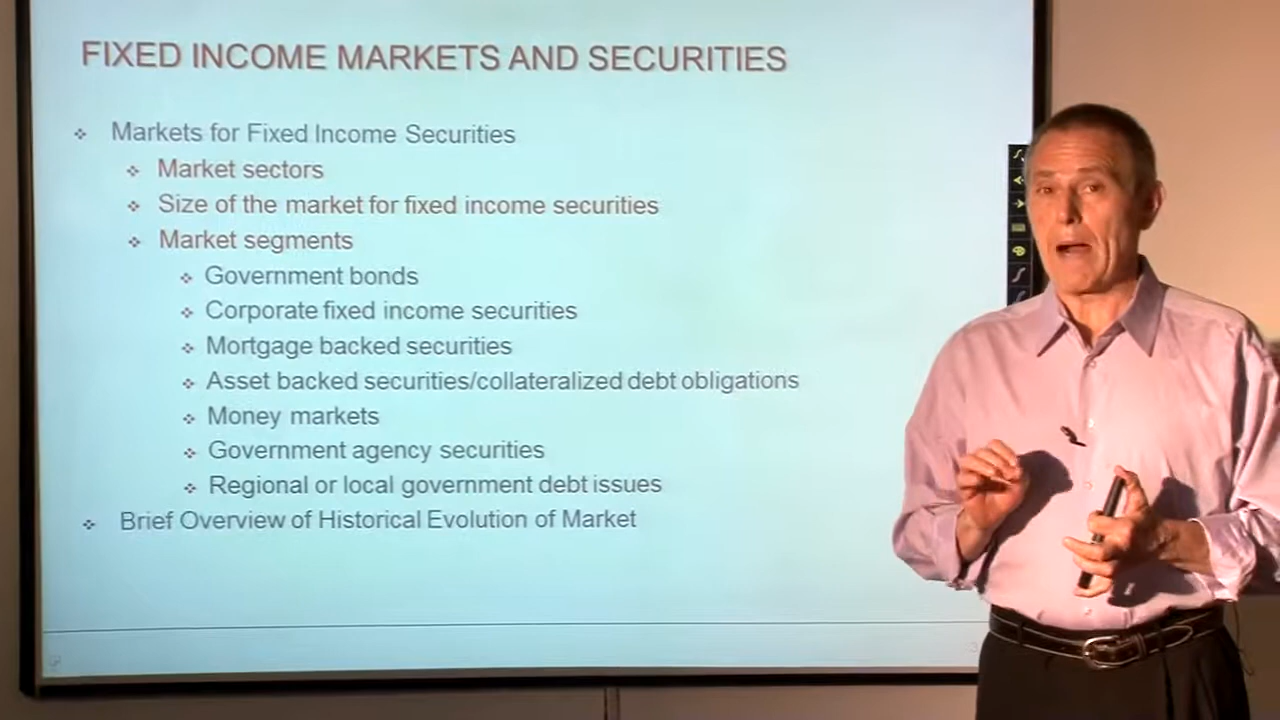 FIXED INCOME MARKETS AND SECURITIES
Markets for Fixed Income Securities
Market sectors
Size of the market for fixed income securities
Market segments
Government bonds
Corporate fixed income securities
Mortgage backed securities
Asset backed securities/collateralized debt obligations
Money markets
Government agency securities
Regional or local government debt issues
Brief Overview of Historical Evolution of Market